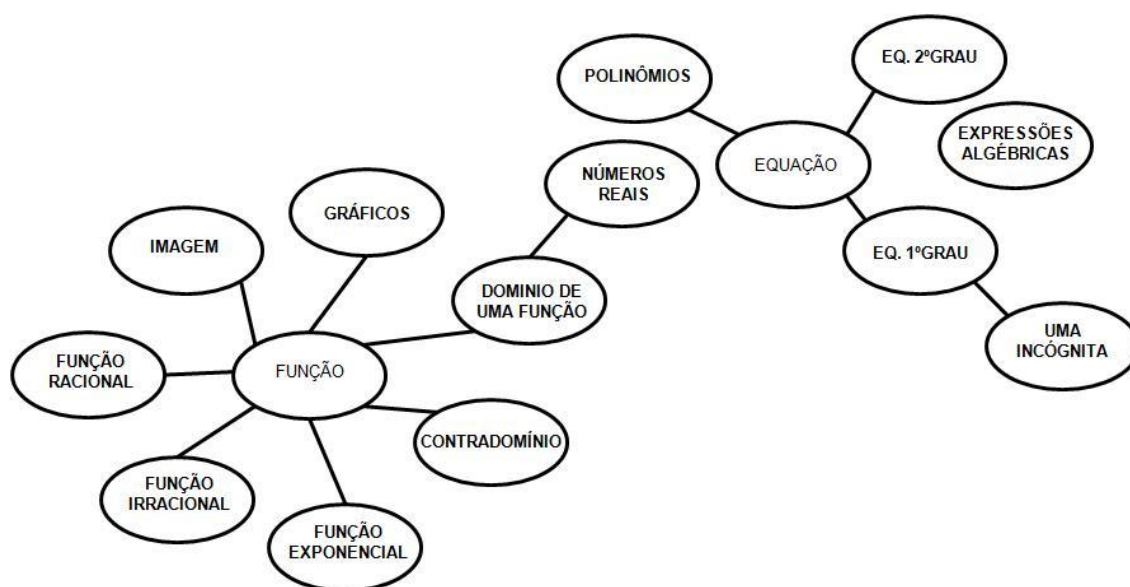 POLINÔMIOS
EQ. 2ºGRAU
EXPRESSÕES
ALGÉBRICAS
EQUAÇÃO
NÚMEROS
REAIS
GRÁFICOS
IMAGEM
EQ. 1ºGRAU
DOMINIO DE
UMA FUNÇÃO
UMA
INCÓGNITA
FUNÇÃO
RACIONAL
FUNÇÃO
CONTRADOMÍNIO
FUNÇÃO
IRRACIONAL
FUNÇÃO
EXPONENCIAL